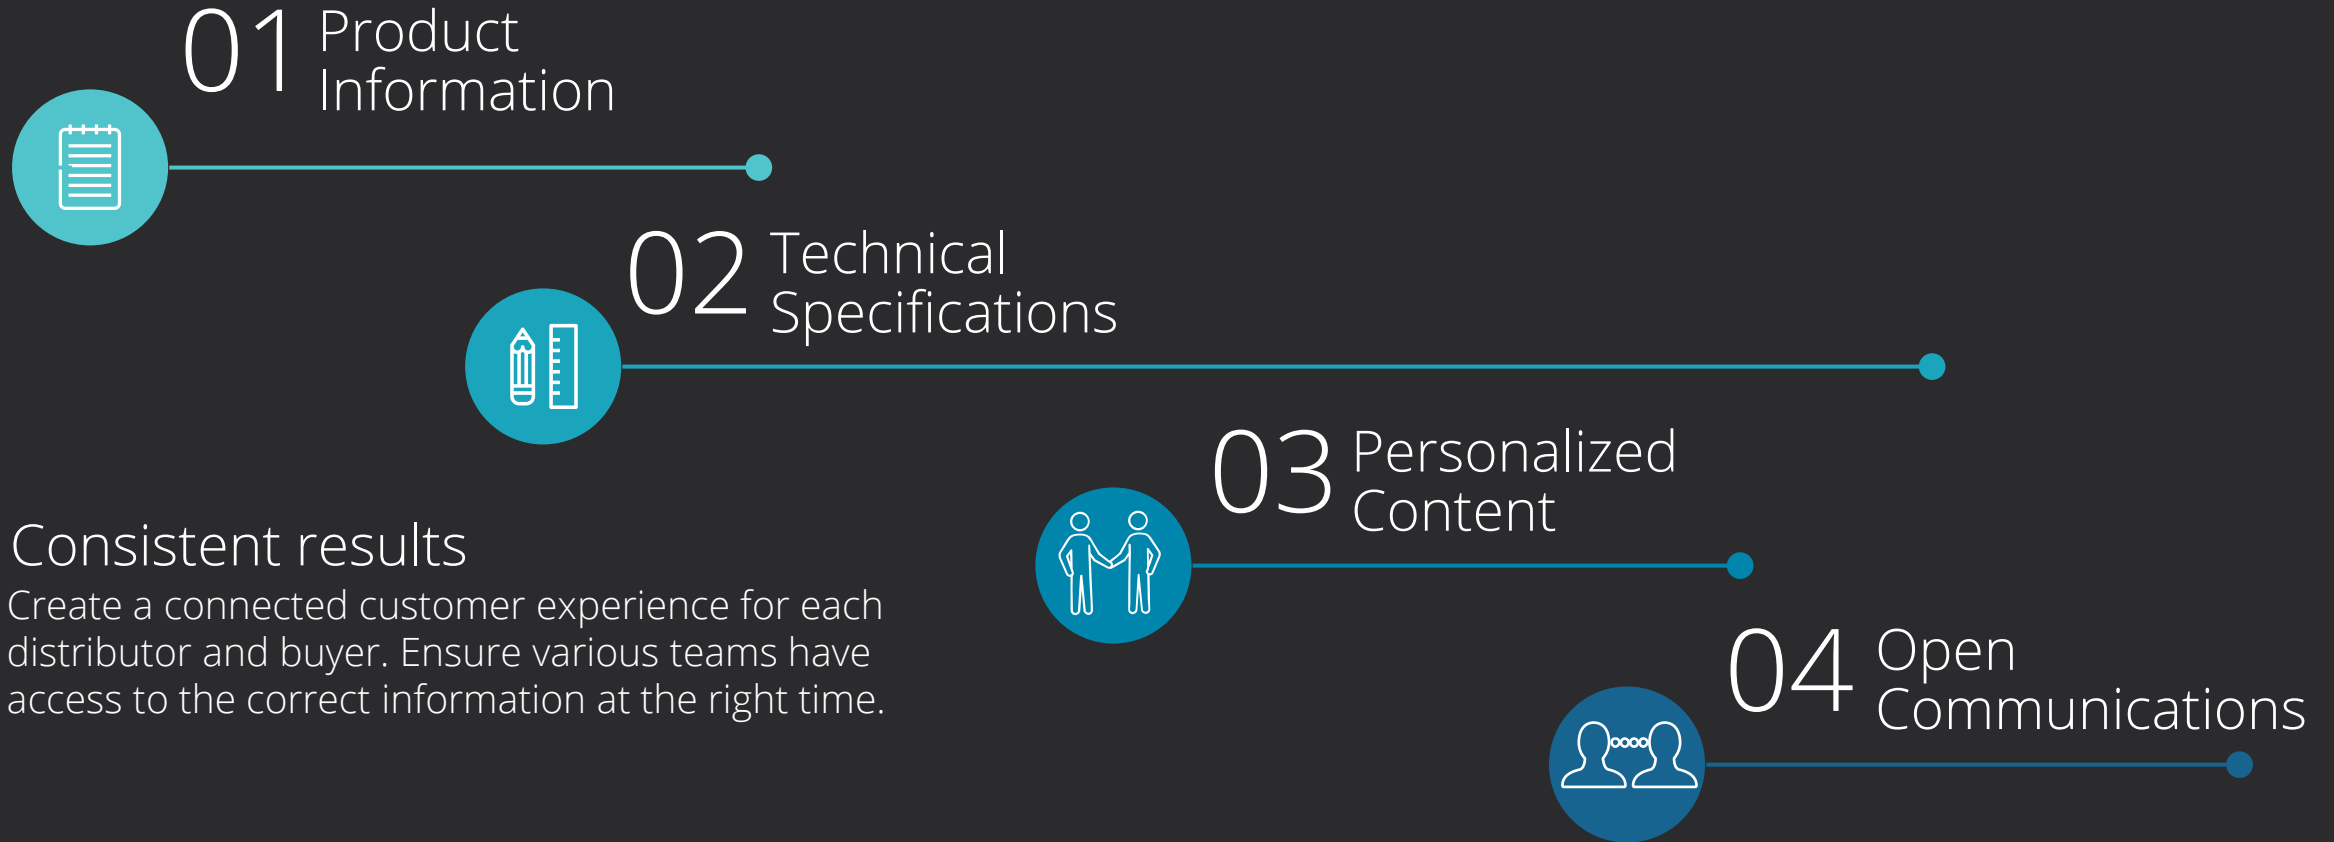 01 Product
Information
02 Technical
Specifications
03 Personalized
Content
Consistent results
Create a connected customer experience for each
distributor and buyer. Ensure various teams have
access to the correct information at the right time.
04 Open
Communications